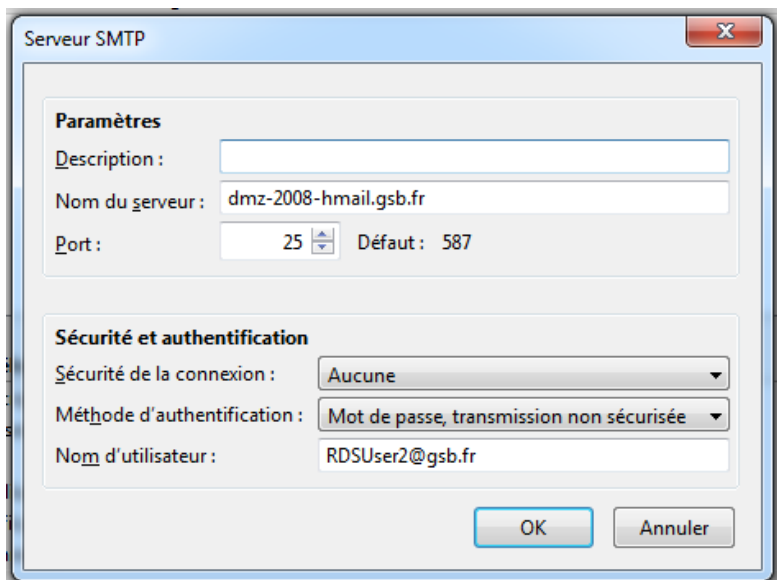 Serveur SMTP
Paramètres
Description :
Nom du serveur : dmz-2008-hmail.gsb.fr
Port : 25 Défaut : 587
Sécurité et authentification
Sécurité de la connexion : Aucune
Méthode d'authentification : Mot de passe, transmission non sécurisée
Nom d'utilisateur : RDSUser2@gsb.fr
OK Annuler